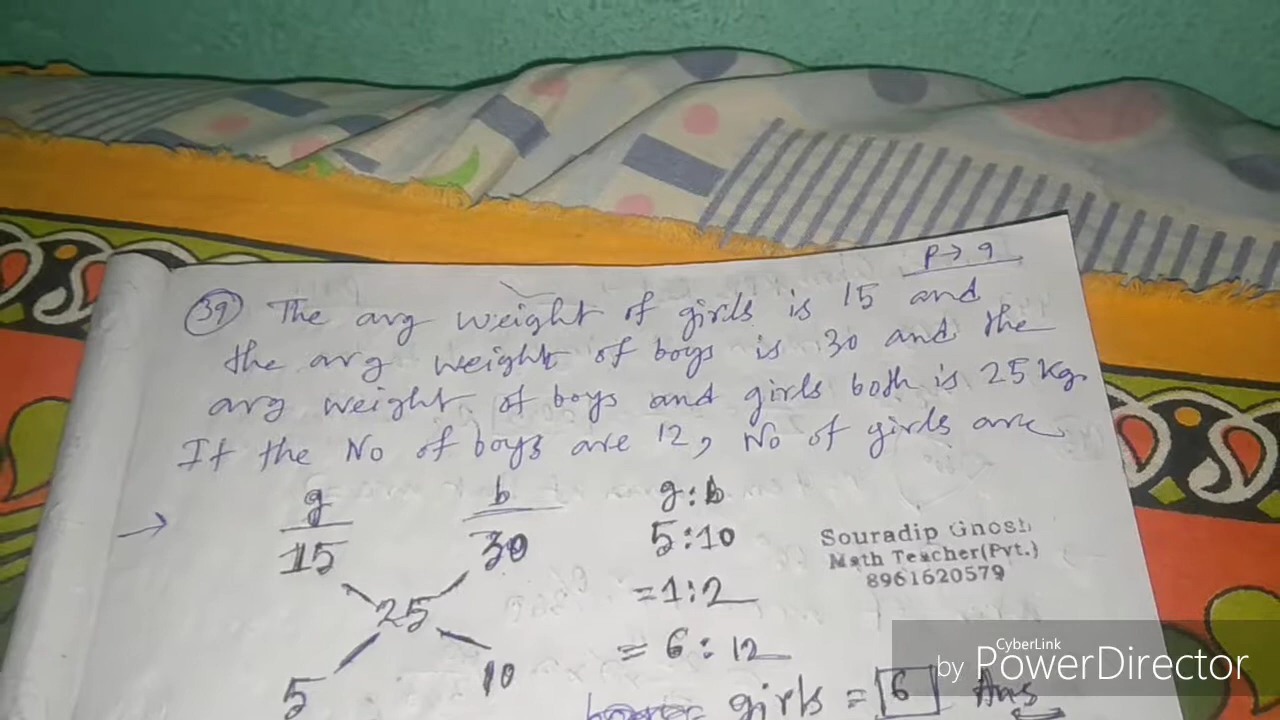 P→9
39 The avg weight of girls is 15 and
the avg weight of boys is 30 and the
avg weight of boys and girls both is 25 kg.
If the No of boys are 12, No of girls are
g b g:b
→ 15 30 5:10
25 =1:2
5 10 = 6:12
girls = 6 Ans
Souradip Ghosh
Math Teacher(Pvt.)
8961620579
CyberLink
by PowerDirector